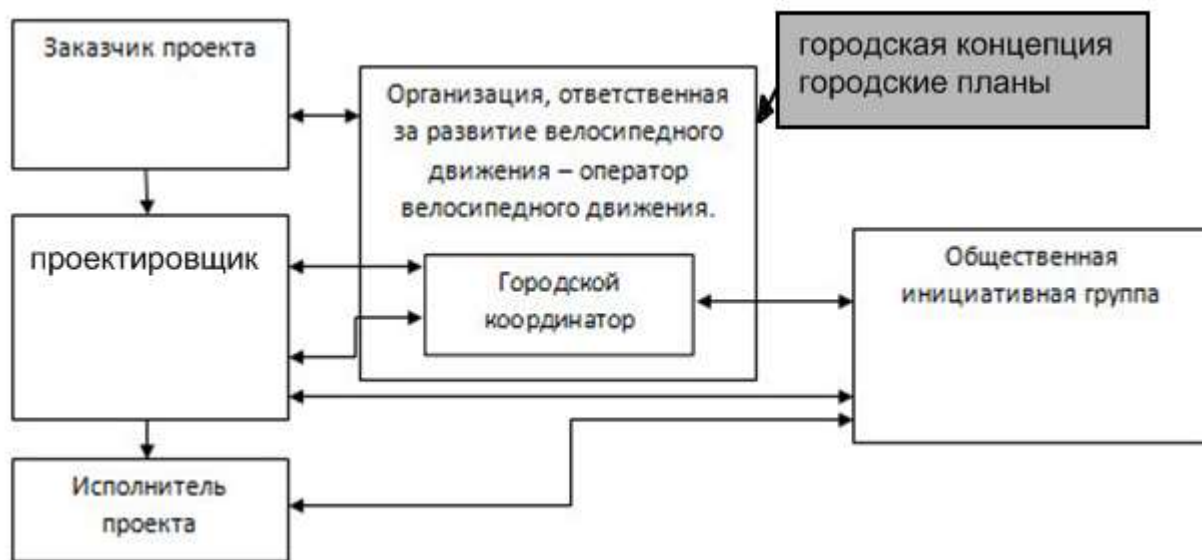 Заказчик проекта
городская концепция
городские планы
Организация, ответственная
за развитие велосипедного
движения – оператор
велосипедного движения.
проектировщик
Городской
координатор
Общественная
инициативная группа
Исполнитель
проекта